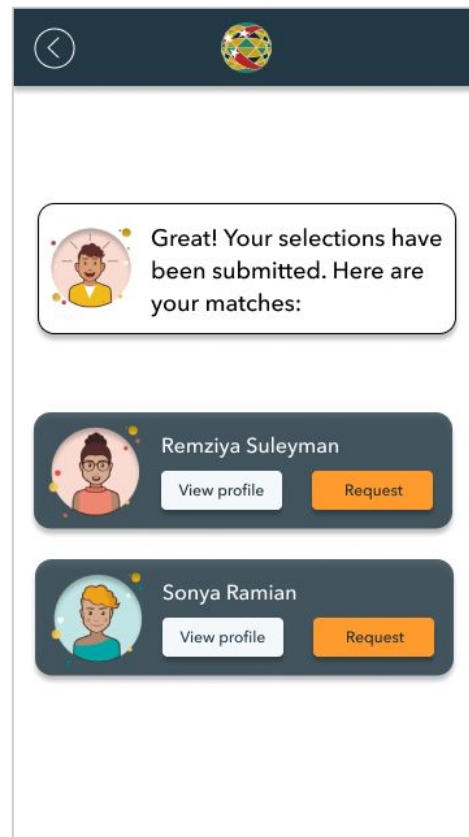 Great! Your selections have
been submitted. Here are
your matches:
Remziya Suleyman
View profile
Request
Sonya Ramian
View profile
Request